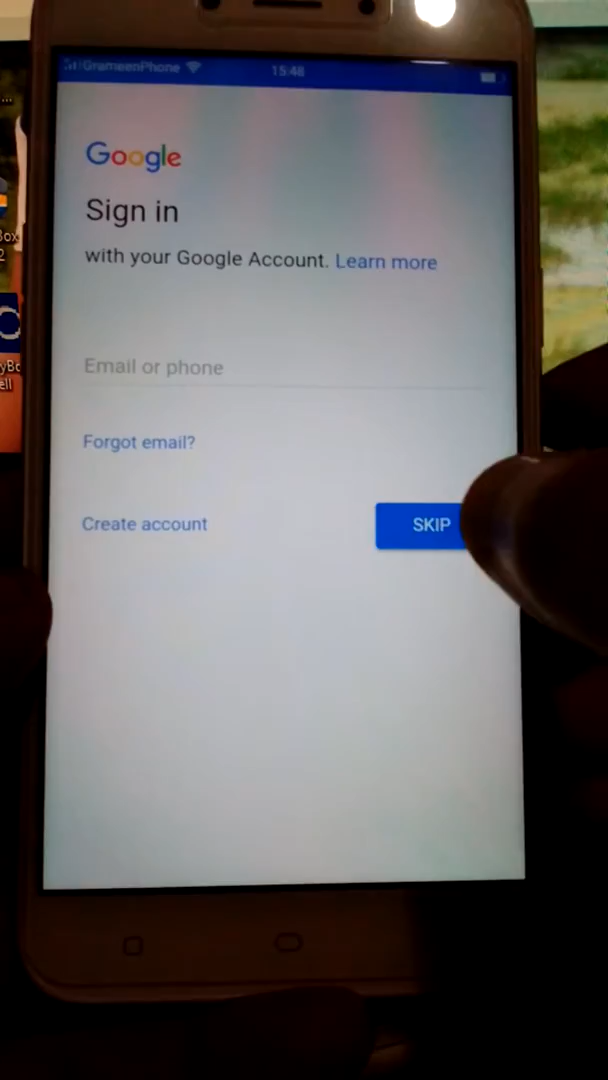 GrameenPhone 15:48
Google
Sign in
with your Google Account. Learn more
Email or phone
Forgot email?
Create account SKIP